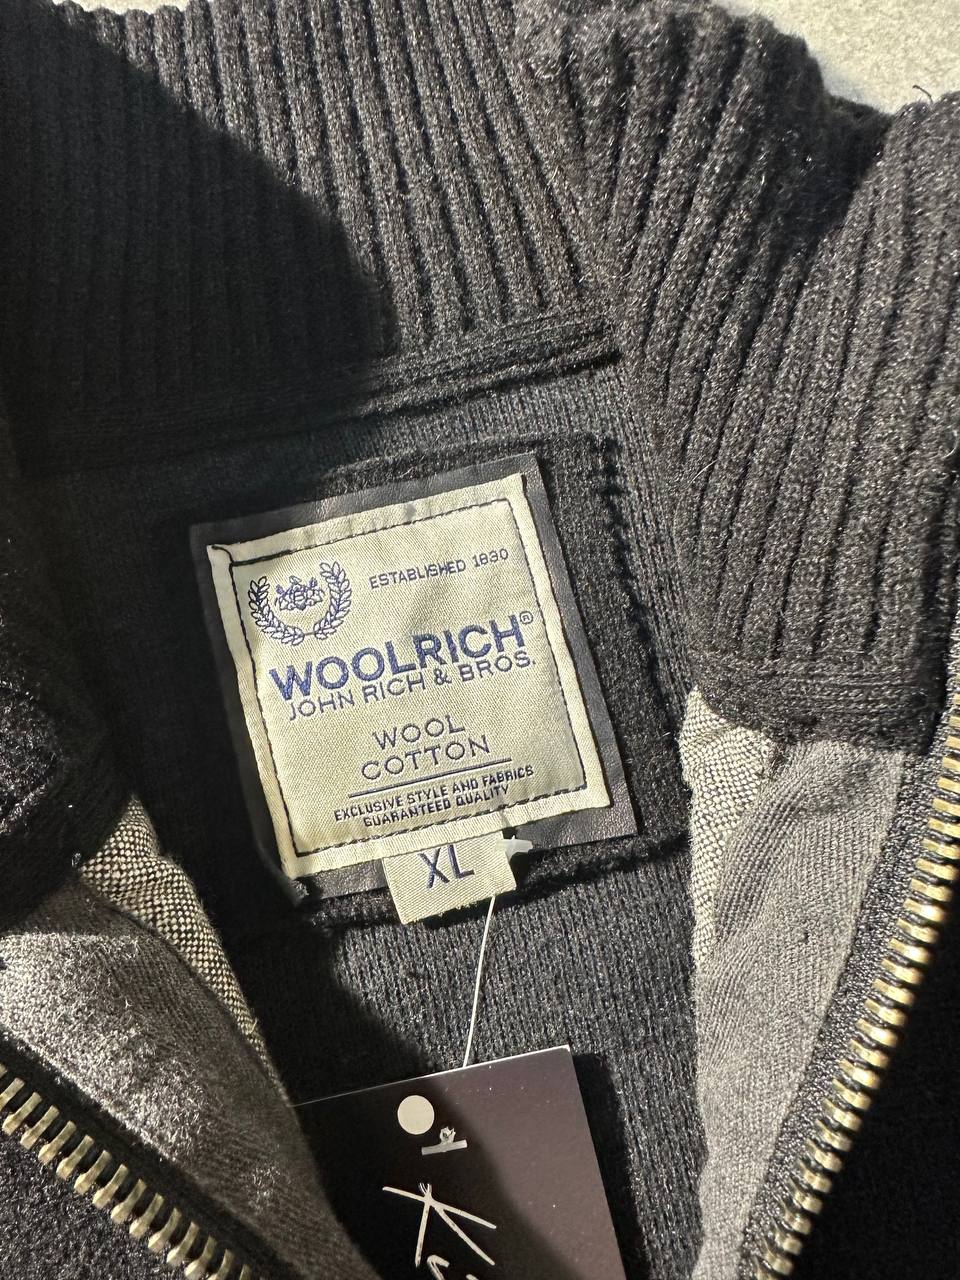 ESTABLISHED 1830
WOOLRICH®
JOHN RICH & BROS.
WOOL
COTTON
EXCLUSIVE STYLE AND FABRICS
GUARANTEED QUALITY
XL